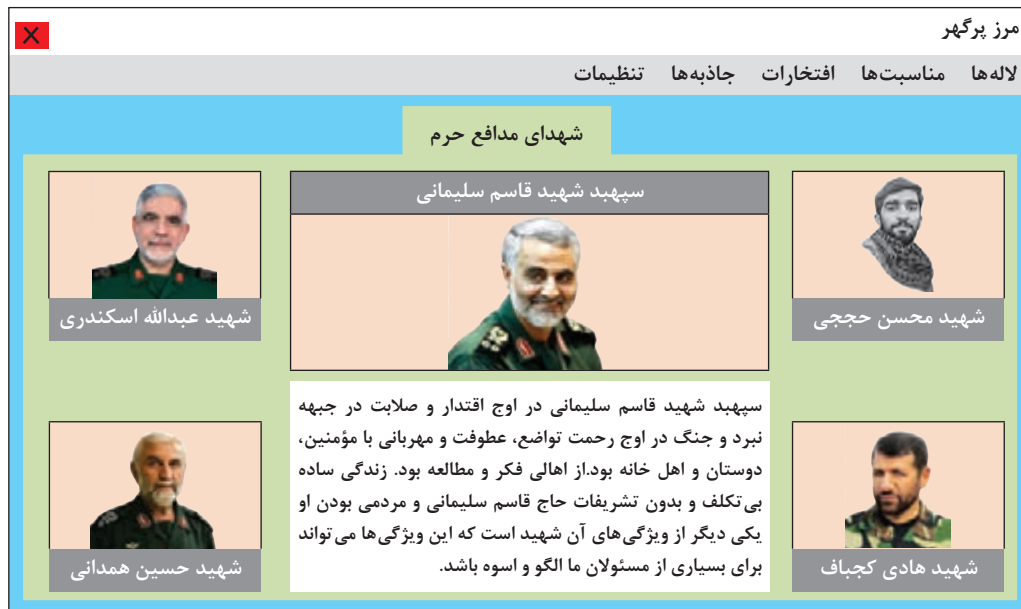 مرز پرگهر
لاله‌ها مناسبت‌ها افتخارات جاذبه‌ها تنظیمات
شهدای مدافع حرم
سپهبد شهید قاسم سلیمانی
شهید محسن حججی
شهید عبدالله اسکندری
سپهبد شهید قاسم سلیمانی در اوج اقتدار و صلابت در جبهه
نبرد و جنگ در اوج رحمت تواضع، عطوفت و مهربانی با مؤمنین،
دوستان و اهل خانه بود.از اهالی فکر و مطالعه بود. زندگی ساده
بی‌تکلف و بدون تشریفات حاج قاسم سلیمانی و مردمی بودن او
یکی دیگر از ویژگی‌های آن شهید است که این ویژگی‌ها می‌تواند
برای بسیاری از مسئولان ما الگو و اسوه باشد.
شهید هادی کجباف
شهید حسین همدانی